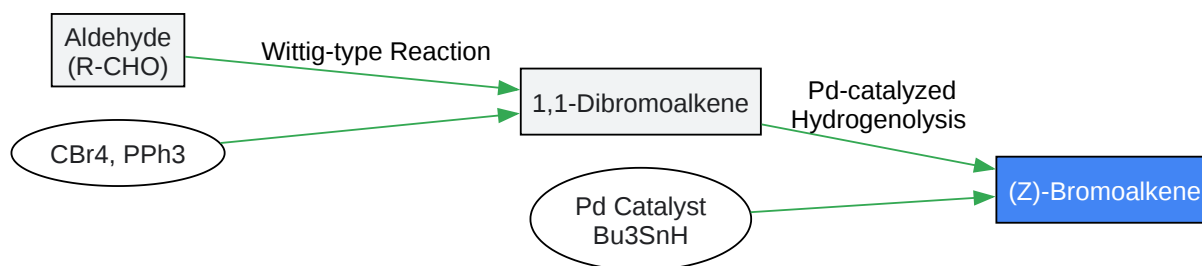 Aldehyde
(R-CHO)
Wittig-type Reaction
CBr4, PPh3
1,1-Dibromoalkene
Pd-catalyzed
Hydrogenolysis
Pd Catalyst
Bu3SnH
(Z)-Bromoalkene